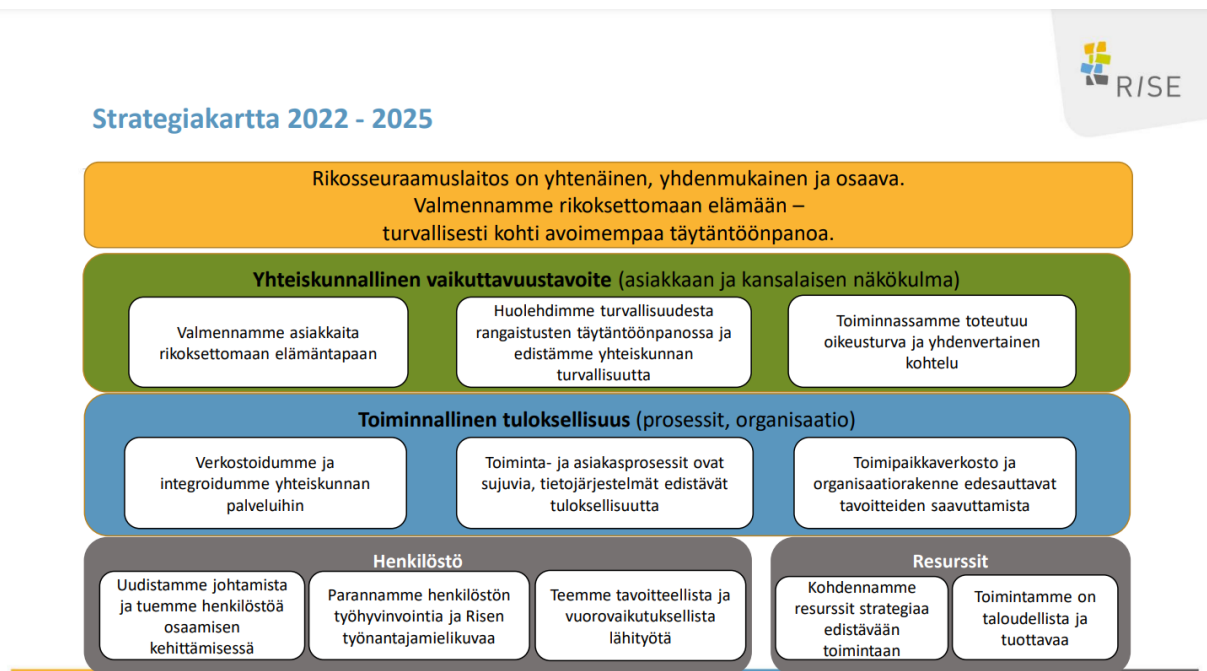 RISE
Strategiakartta 2022 - 2025
Rikosseuraamuslaitos on yhtenäinen, yhdenmukainen ja osaava.
Valmennamme rikoksettomaan elämään –
turvallisesti kohti avoimempaa täytäntöönpanoa.
Yhteiskunnallinen vaikuttavuustavoite (asiakkaan ja kansalaisen näkökulma)
Valmennamme asiakkaita
rikoksettomaan elämäntapaan
Huolehdimme turvallisuudesta
rangaistusten täytäntöönpanossa ja
edistämme yhteiskunnan
turvallisuutta
Toiminnassamme toteutuu
oikeusturva ja yhdenvertainen
kohtelu
Toiminnallinen tuloksellisuus (prosessit, organisaatio)
Verkostoidumme ja
integroidumme yhteiskunnan
palveluihin
Toiminta- ja asiakasprosessit ovat
sujuvia, tietojärjestelmät edistävät
tuloksellisuutta
Toimipaikkaverkosto ja
organisaatiorakenne edesauttavat
tavoitteiden saavuttamista
Henkilöstö
Uudistamme johtamista
ja tuemme henkilöstöä
osaamisen
kehittämisessä
Parannamme henkilöstön
työhyvinvointia ja Risen
työnantajamielikuvaa
Teemme tavoitteellista ja
vuorovaikutuksellista
lähityötä
Resurssit
Kohdennamme
resurssit strategiaa
edistävään
toimintaan
Toimintamme on
taloudellista ja
tuottavaa